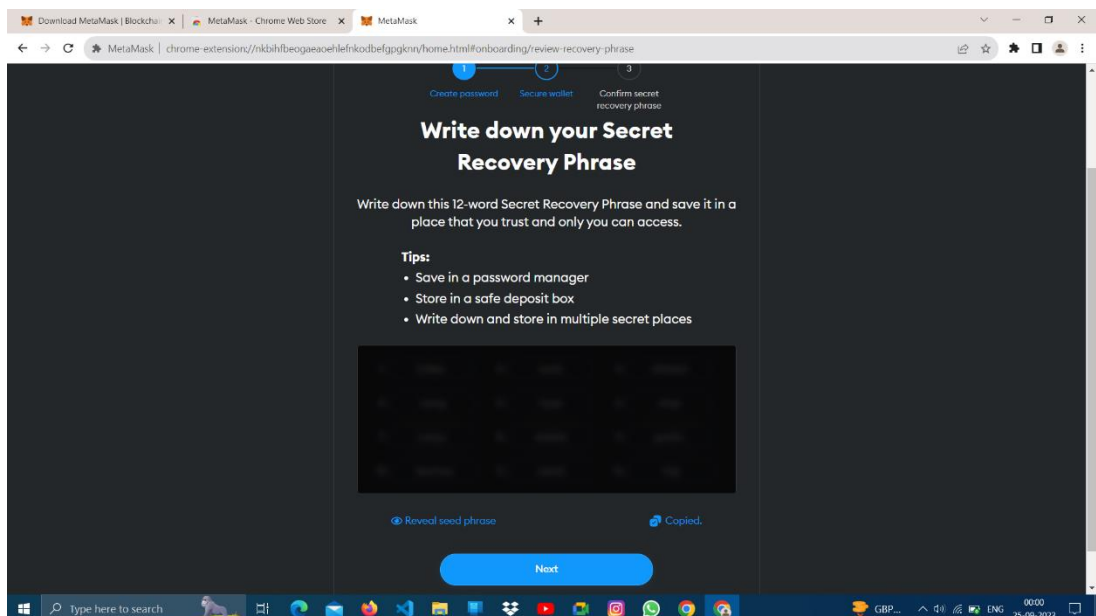 Download MetaMask | Blockchai
MetaMask - Chrome Web Store
MetaMask
MetaMask | chrome-extension://nkbihfbeogaeaoehlefnkodbefgpgknn/home.html#onboarding/review-recovery-phrase
1 2 3
Create password Secure wallet Confirm secret
recovery phrase
Write down your Secret
Recovery Phrase
Write down this 12-word Secret Recovery Phrase and save it in a
place that you trust and only you can access.
Tips:
• Save in a password manager
• Store in a safe deposit box
• Write down and store in multiple secret places
Reveal seed phrase Copied.
Next
Type here to search
GBP... ENG 00:00
25-09-2023